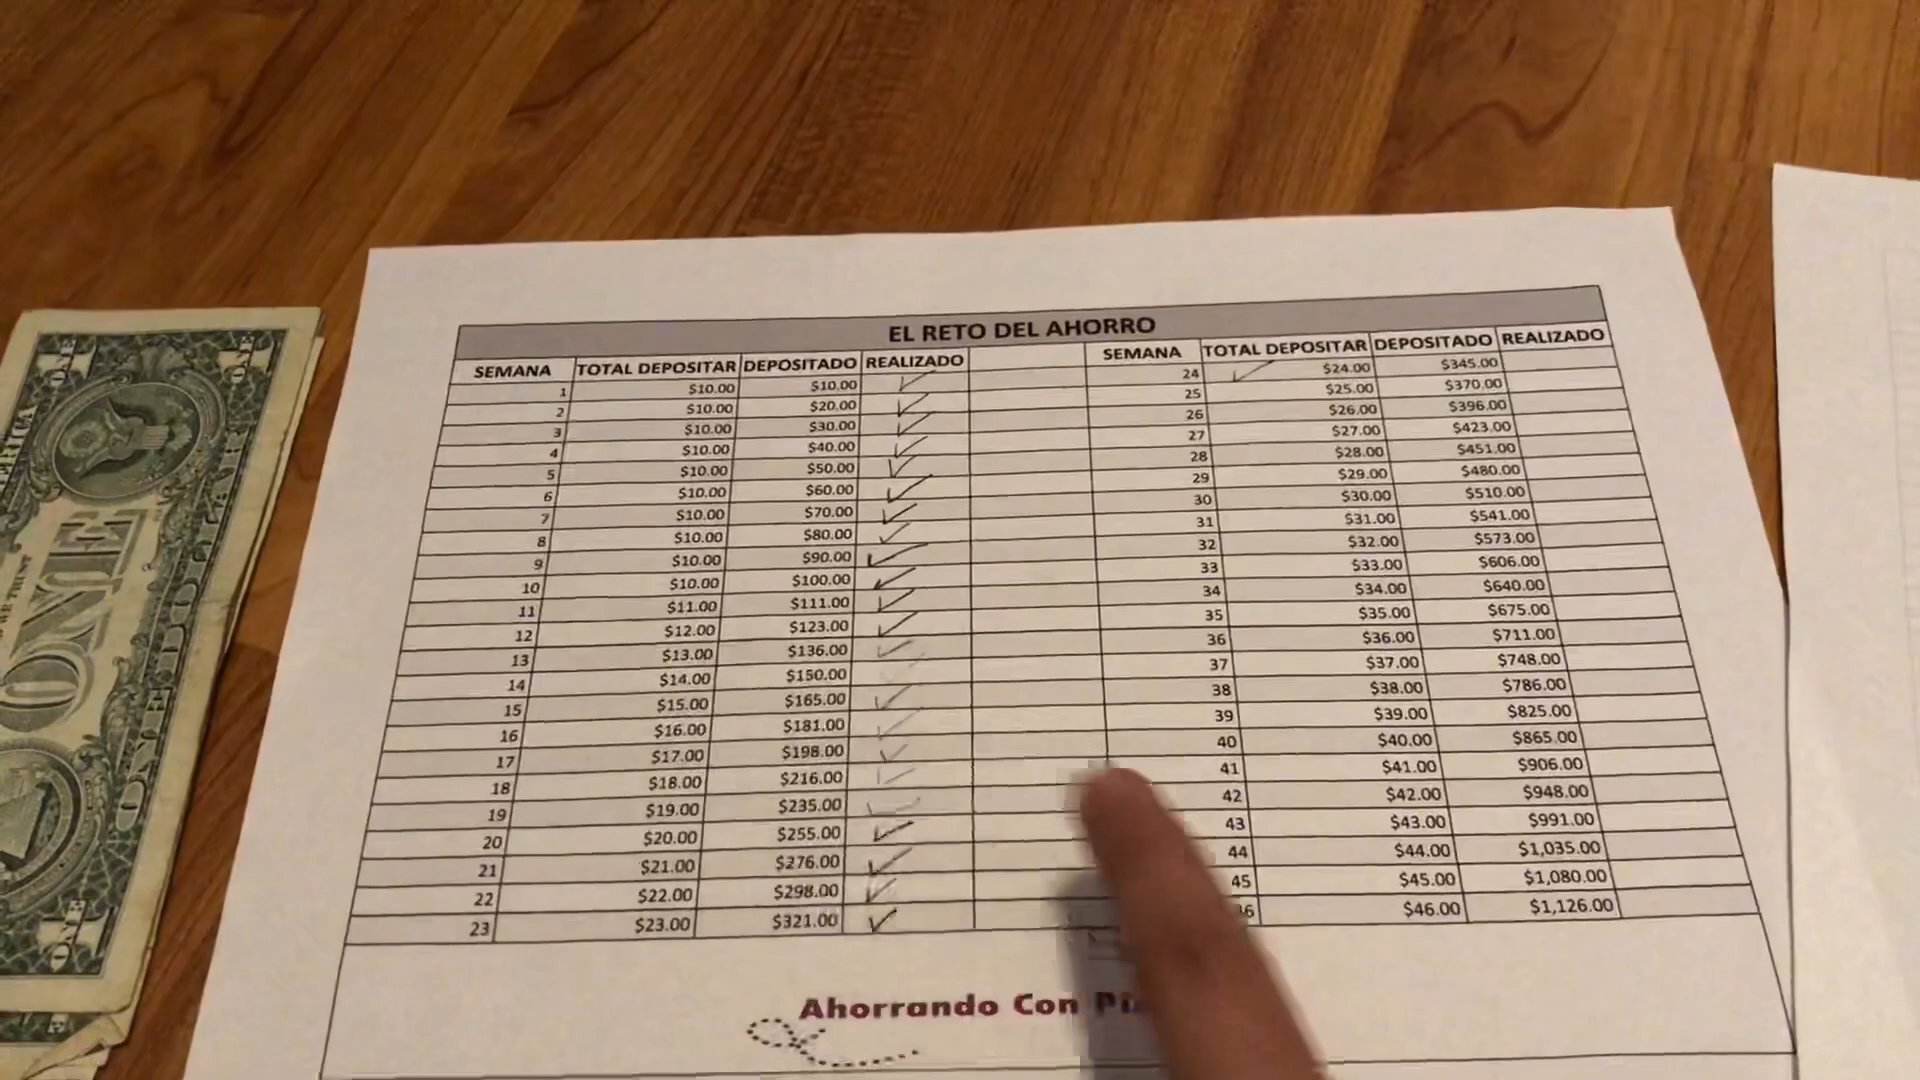 EL RETO DEL AHORRO
SEMANA TOTAL DEPOSITAR DEPOSITADO REALIZADO SEMANA TOTAL DEPOSITAR DEPOSITADO REALIZADO
1 $10.00 $10.00 24 $24.00 $345.00
2 $10.00 $20.00 25 $25.00 $370.00
3 $10.00 $30.00 26 $26.00 $396.00
4 $10.00 $40.00 27 $27.00 $423.00
5 $10.00 $50.00 28 $28.00 $451.00
6 $10.00 $60.00 29 $29.00 $480.00
7 $10.00 $70.00 30 $30.00 $510.00
8 $10.00 $80.00 31 $31.00 $541.00
9 $10.00 $90.00 32 $32.00 $573.00
10 $10.00 $100.00 33 $33.00 $606.00
11 $11.00 $111.00 34 $34.00 $640.00
12 $12.00 $123.00 35 $35.00 $675.00
13 $13.00 $136.00 36 $36.00 $711.00
14 $14.00 $150.00 37 $37.00 $748.00
15 $15.00 $165.00 38 $38.00 $786.00
16 $16.00 $181.00 39 $39.00 $825.00
17 $17.00 $198.00 40 $40.00 $865.00
18 $18.00 $216.00 41 $41.00 $906.00
19 $19.00 $235.00 42 $42.00 $948.00
20 $20.00 $255.00 43 $43.00 $991.00
21 $21.00 $276.00 44 $44.00 $1,035.00
22 $22.00 $298.00 45 $45.00 $1,080.00
23 $23.00 $321.00 $46.00 $1,126.00
Ahorrando Con
ONE
ONE DOLLAR
ONE